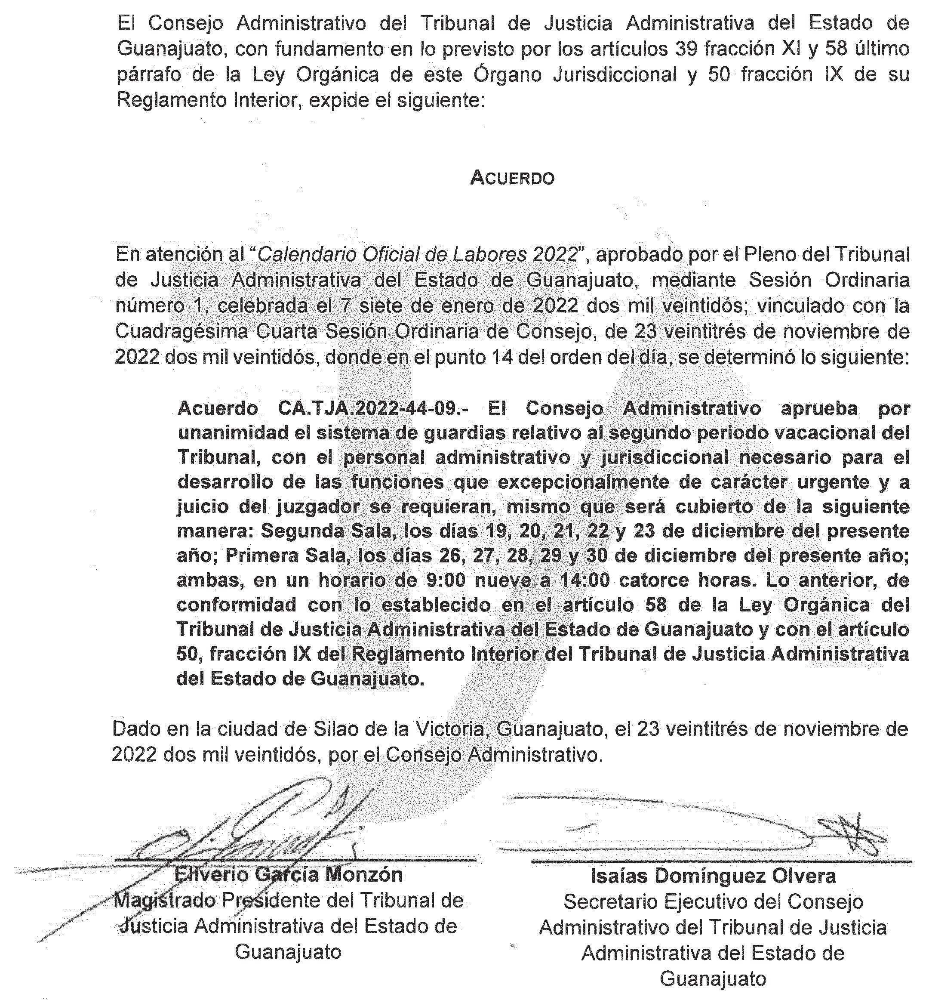 El Consejo Administrativo del Tribunal de Justicia Administrativa del Estado de
Guanajuato, con fundamento en lo previsto por los artículos 39 fracción XI y 58 último
párrafo de la Ley Orgánica de este Órgano Jurisdiccional y 50 fracción IX de su
Reglamento Interior, expide el siguiente:
ACUERDO
En atención al “Calendario Oficial de Labores 2022”, aprobado por el Pleno del Tribunal
de Justicia Administrativa del Estado de Guanajuato, mediante Sesión Ordinaria
número 1, celebrada el 7 siete de enero de 2022 dos mil veintidós; vinculado con la
Cuadragésima Cuarta Sesión Ordinaria de Consejo, de 23 veintitrés de noviembre de
2022 dos mil veintidós, donde en el punto 14 del orden del día, se determinó lo siguiente:
Acuerdo CA.TJA.2022-44-09.- El Consejo Administrativo aprueba por
unanimidad el sistema de guardias relativo al segundo periodo vacacional del
Tribunal, con el personal administrativo y jurisdiccional necesario para el
desarrollo de las funciones que excepcionalmente de carácter urgente y a
juicio del juzgador se requieran, mismo que será cubierto de la siguiente
manera: Segunda Sala, los días 19, 20, 21, 22 y 23 de diciembre del presente
año; Primera Sala, los días 26, 27, 28, 29 y 30 de diciembre del presente año;
ambas, en un horario de 9:00 nueve a 14:00 catorce horas. Lo anterior, de
conformidad con lo establecido en el artículo 58 de la Ley Orgánica del
Tribunal de Justicia Administrativa del Estado de Guanajuato y con el artículo
50, fracción IX del Reglamento Interior del Tribunal de Justicia Administrativa
del Estado de Guanajuato.
Dado en la ciudad de Silao de la Victoria, Guanajuato, el 23 veintitrés de noviembre de
2022 dos mil veintidós, por el Consejo Administrativo.
Eliverio García Monzón
Magistrado Presidente del Tribunal de
Justicia Administrativa del Estado de
Guanajuato
Isaías Domínguez Olvera
Secretario Ejecutivo del Consejo
Administrativo del Tribunal de Justicia
Administrativa del Estado de
Guanajuato